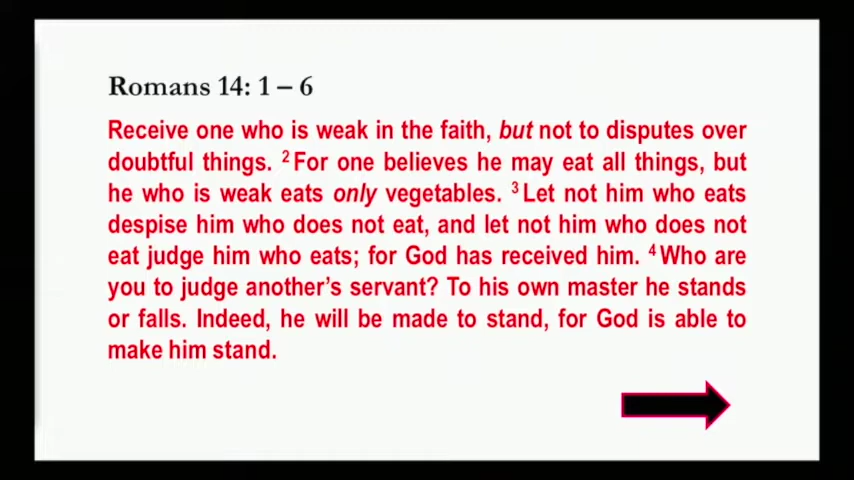 Romans 14: 1 – 6
Receive one who is weak in the faith, but not to disputes over
doubtful things. ² For one believes he may eat all things, but
he who is weak eats only vegetables. ³ Let not him who eats
despise him who does not eat, and let not him who does not
eat judge him who eats; for God has received him. ⁴ Who are
you to judge another’s servant? To his own master he stands
or falls. Indeed, he will be made to stand, for God is able to
make him stand.